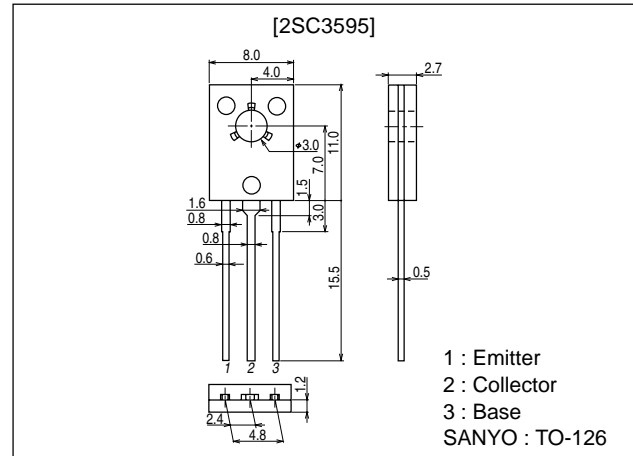 [2SC3595]
8.0
4.0
2.7
ø3.0
7.0
11.0
1.5
1.6
0.8
3.0
0.8
0.6
15.5
0.5
1 2 3
1.2
2.4
4.8
1 : Emitter
2 : Collector
3 : Base
SANYO : TO-126